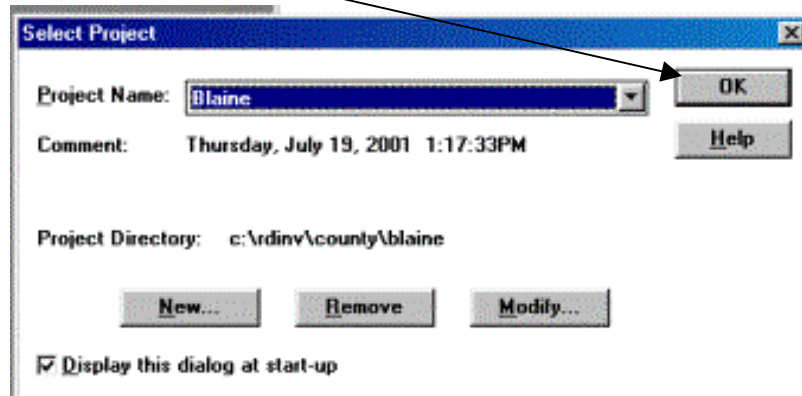 Select Project
Project Name: Blaine OK
Comment: Thursday, July 19, 2001 1:17:33PM Help
Project Directory: c:\rdinv\county\blaine
New... Remove Modify...
Display this dialog at start-up